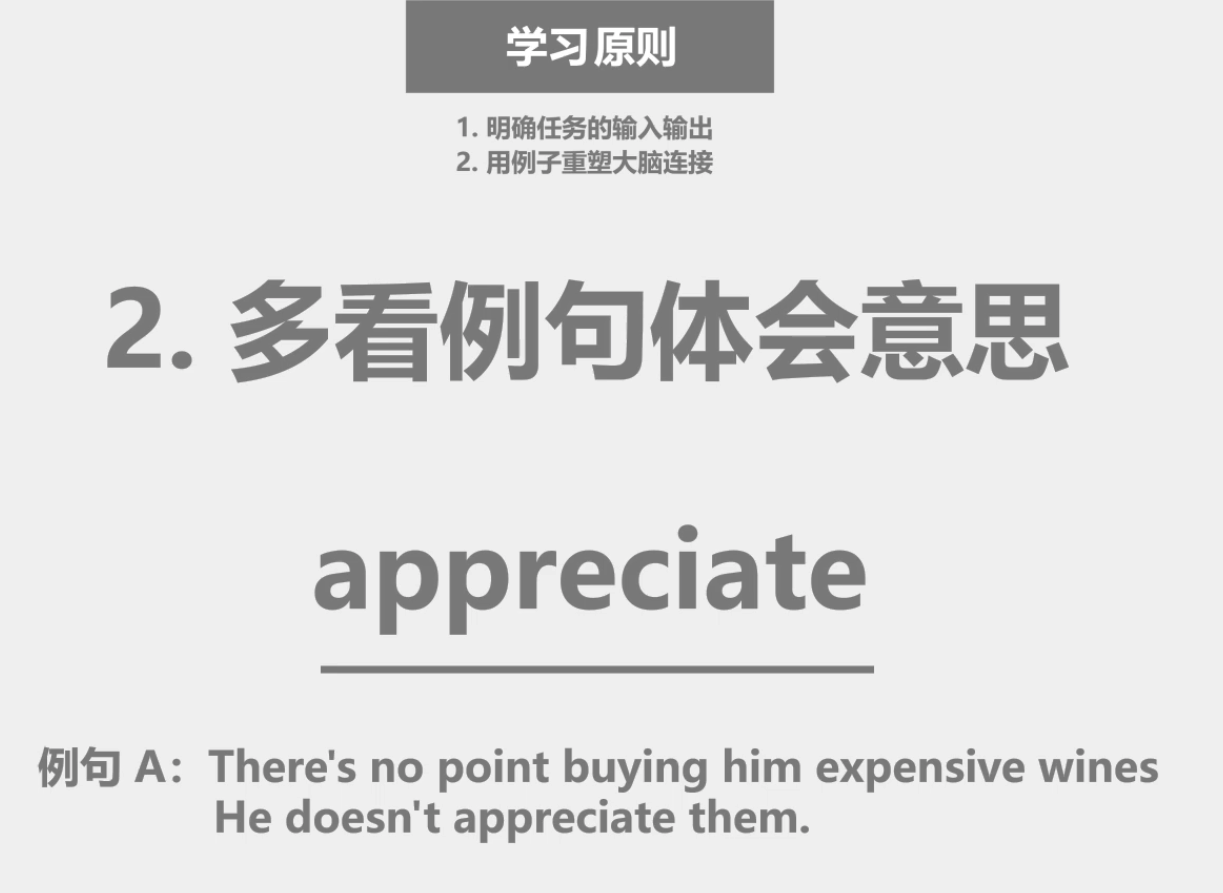 学习原则
1. 明确任务的输入输出
2. 用例子重塑大脑连接
2. 多看例句体会意思
appreciate
例句 A：There's no point buying him expensive wines
He doesn't appreciate them.